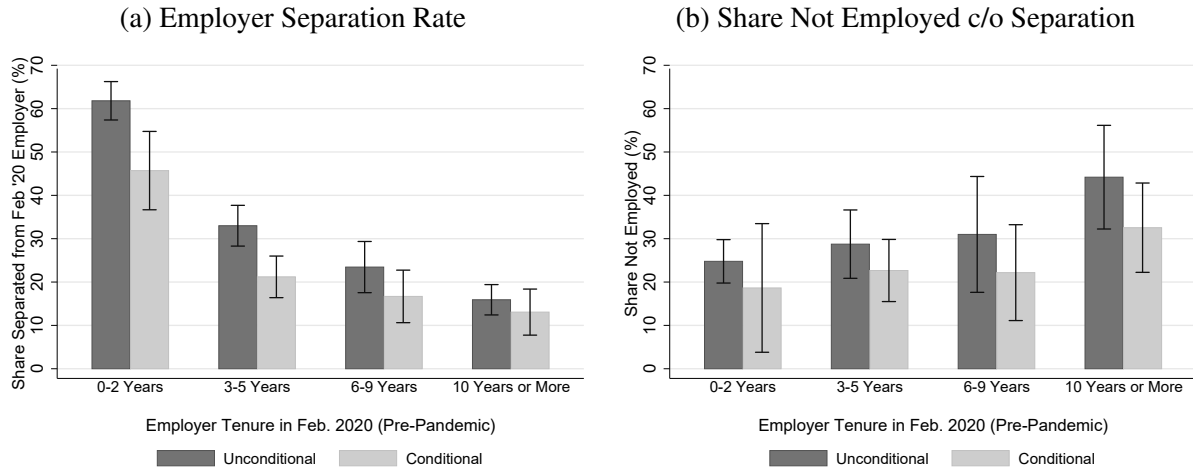 (a) Employer Separation Rate
Share Separated from Feb '20 Employer (%)
70
60
50
40
30
20
10
0
0-2 Years 3-5 Years 6-9 Years 10 Years or More
Employer Tenure in Feb. 2020 (Pre-Pandemic)
Unconditional Conditional
(b) Share Not Employed c/o Separation
Share Not Employed (%)
70
60
50
40
30
20
10
0
0-2 Years 3-5 Years 6-9 Years 10 Years or More
Employer Tenure in Feb. 2020 (Pre-Pandemic)
Unconditional Conditional